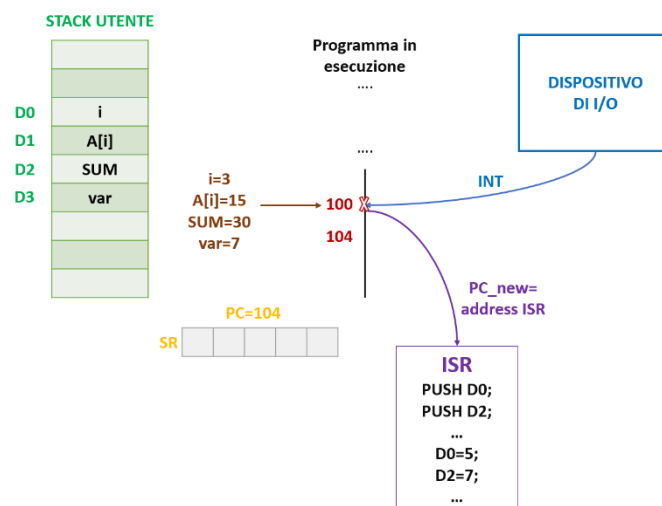 STACK UTENTE
D0 i
D1 A[i]
D2 SUM
D3 var
Programma in
esecuzione
....
....
DISPOSITIVO
DI I/O
INT
i=3
A[i]=15
SUM=30
var=7
100
X
104
PC=104
SR
PC_new=
address ISR
ISR
PUSH D0;
PUSH D2;
...
D0=5;
D2=7;
...